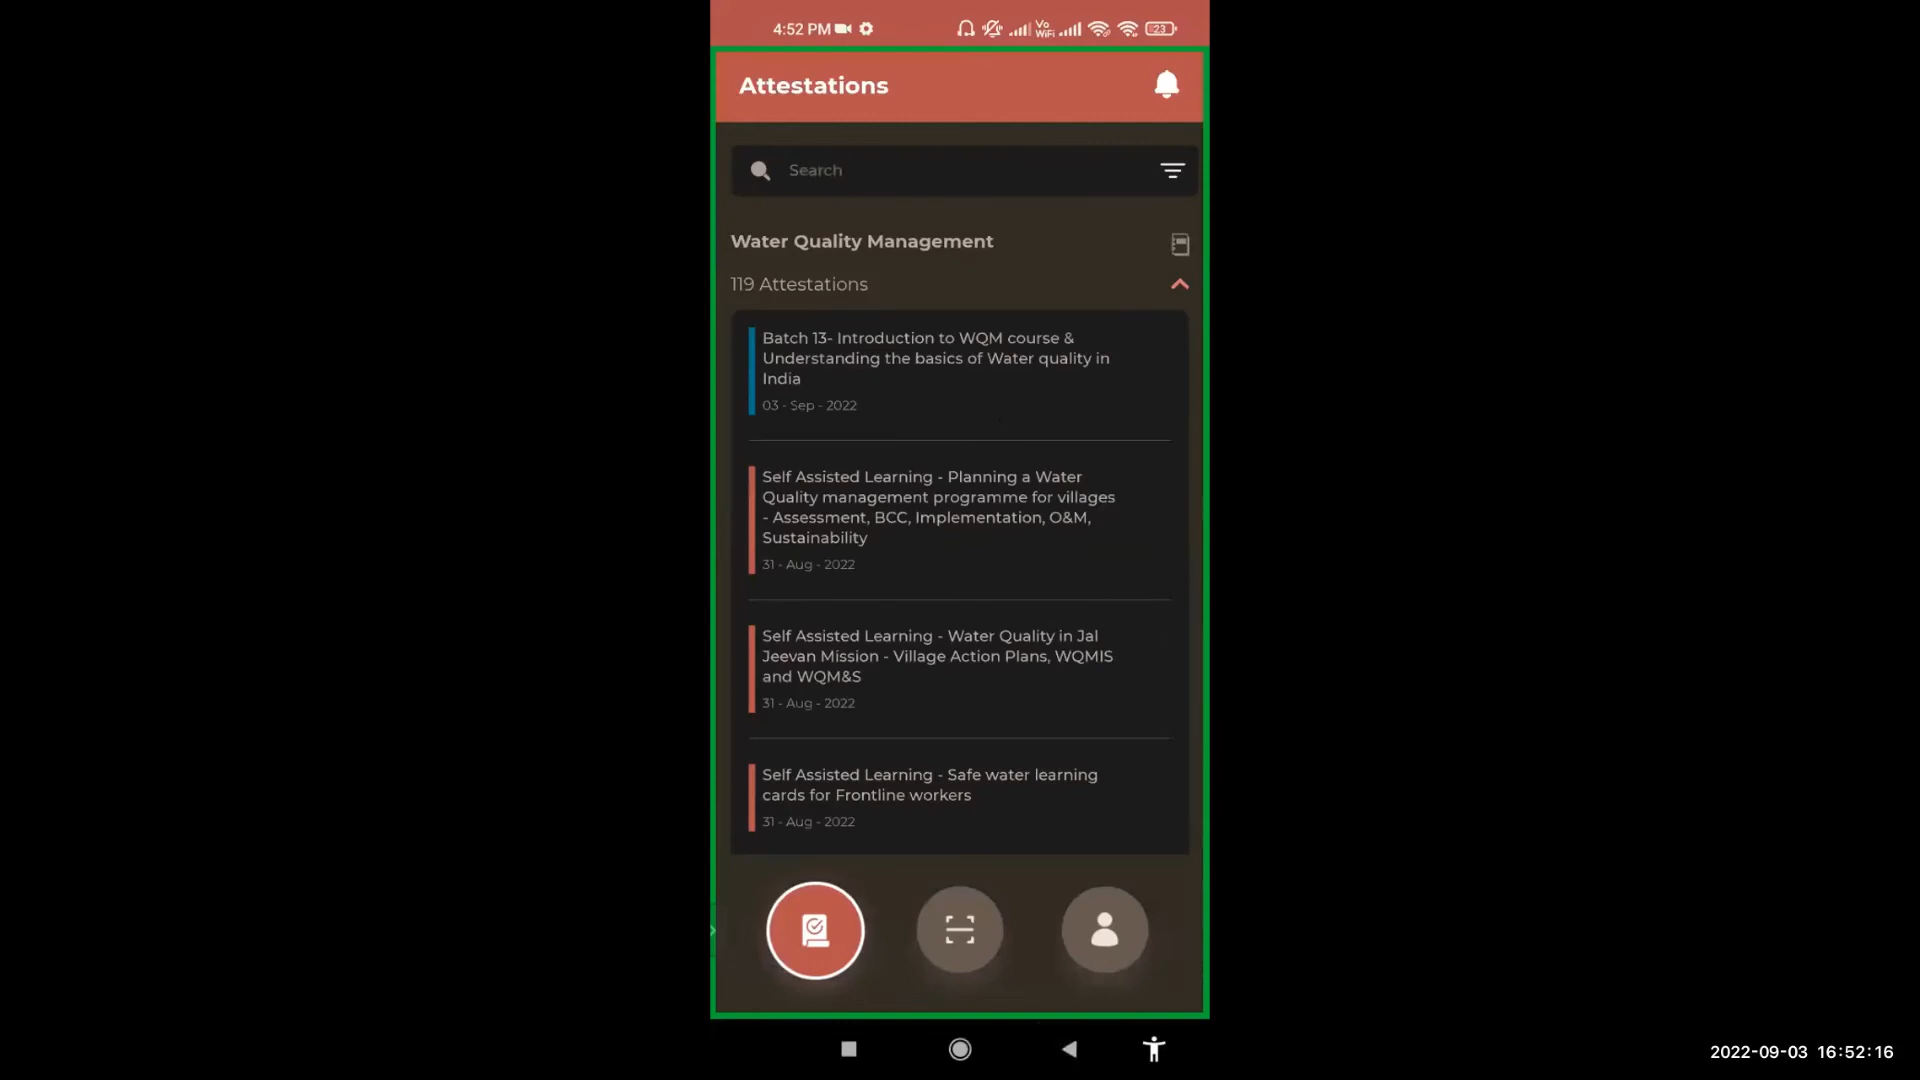 4:52 PM
Vo
WiFi
23
Attestations
Search
Water Quality Management
119 Attestations
Batch 13- Introduction to WQM course &
Understanding the basics of Water quality in
India
03 - Sep - 2022
Self Assisted Learning - Planning a Water
Quality management programme for villages
- Assessment, BCC, Implementation, O&M,
Sustainability
31 - Aug - 2022
Self Assisted Learning - Water Quality in Jal
Jeevan Mission - Village Action Plans, WQMIS
and WQM&S
31 - Aug - 2022
Self Assisted Learning - Safe water learning
cards for Frontline workers
31 - Aug - 2022
2022-09-03 16:52:16